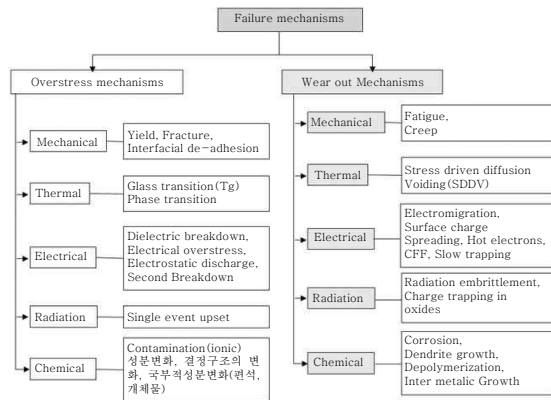 Failure mechanisms
Overstress mechanisms
Mechanical
Yield, Fracture,
Interfacial de-adhesion
Thermal
Glass transition(Tg)
Phase transition
Electrical
Dielectric breakdown,
Electrical overstress,
Electrostatic discharge,
Second Breakdown
Radiation
Single event upset
Chemical
Contamination(ionic)
성분변화, 결정구조의 변
화, 국부적성분변화(편석,
개체물)
Wear out Mechanisms
Mechanical
Fatigue,
Creep
Thermal
Stress driven diffusion
Voiding(SDDV)
Electrical
Electromigration,
Surface charge
Spreading, Hot electrons,
CFF, Slow trapping
Radiation
Radiation embrittlement,
Charge trapping in
oxides
Chemical
Corrosion,
Dendrite growth,
Depolymerization,
Inter metalic Growth